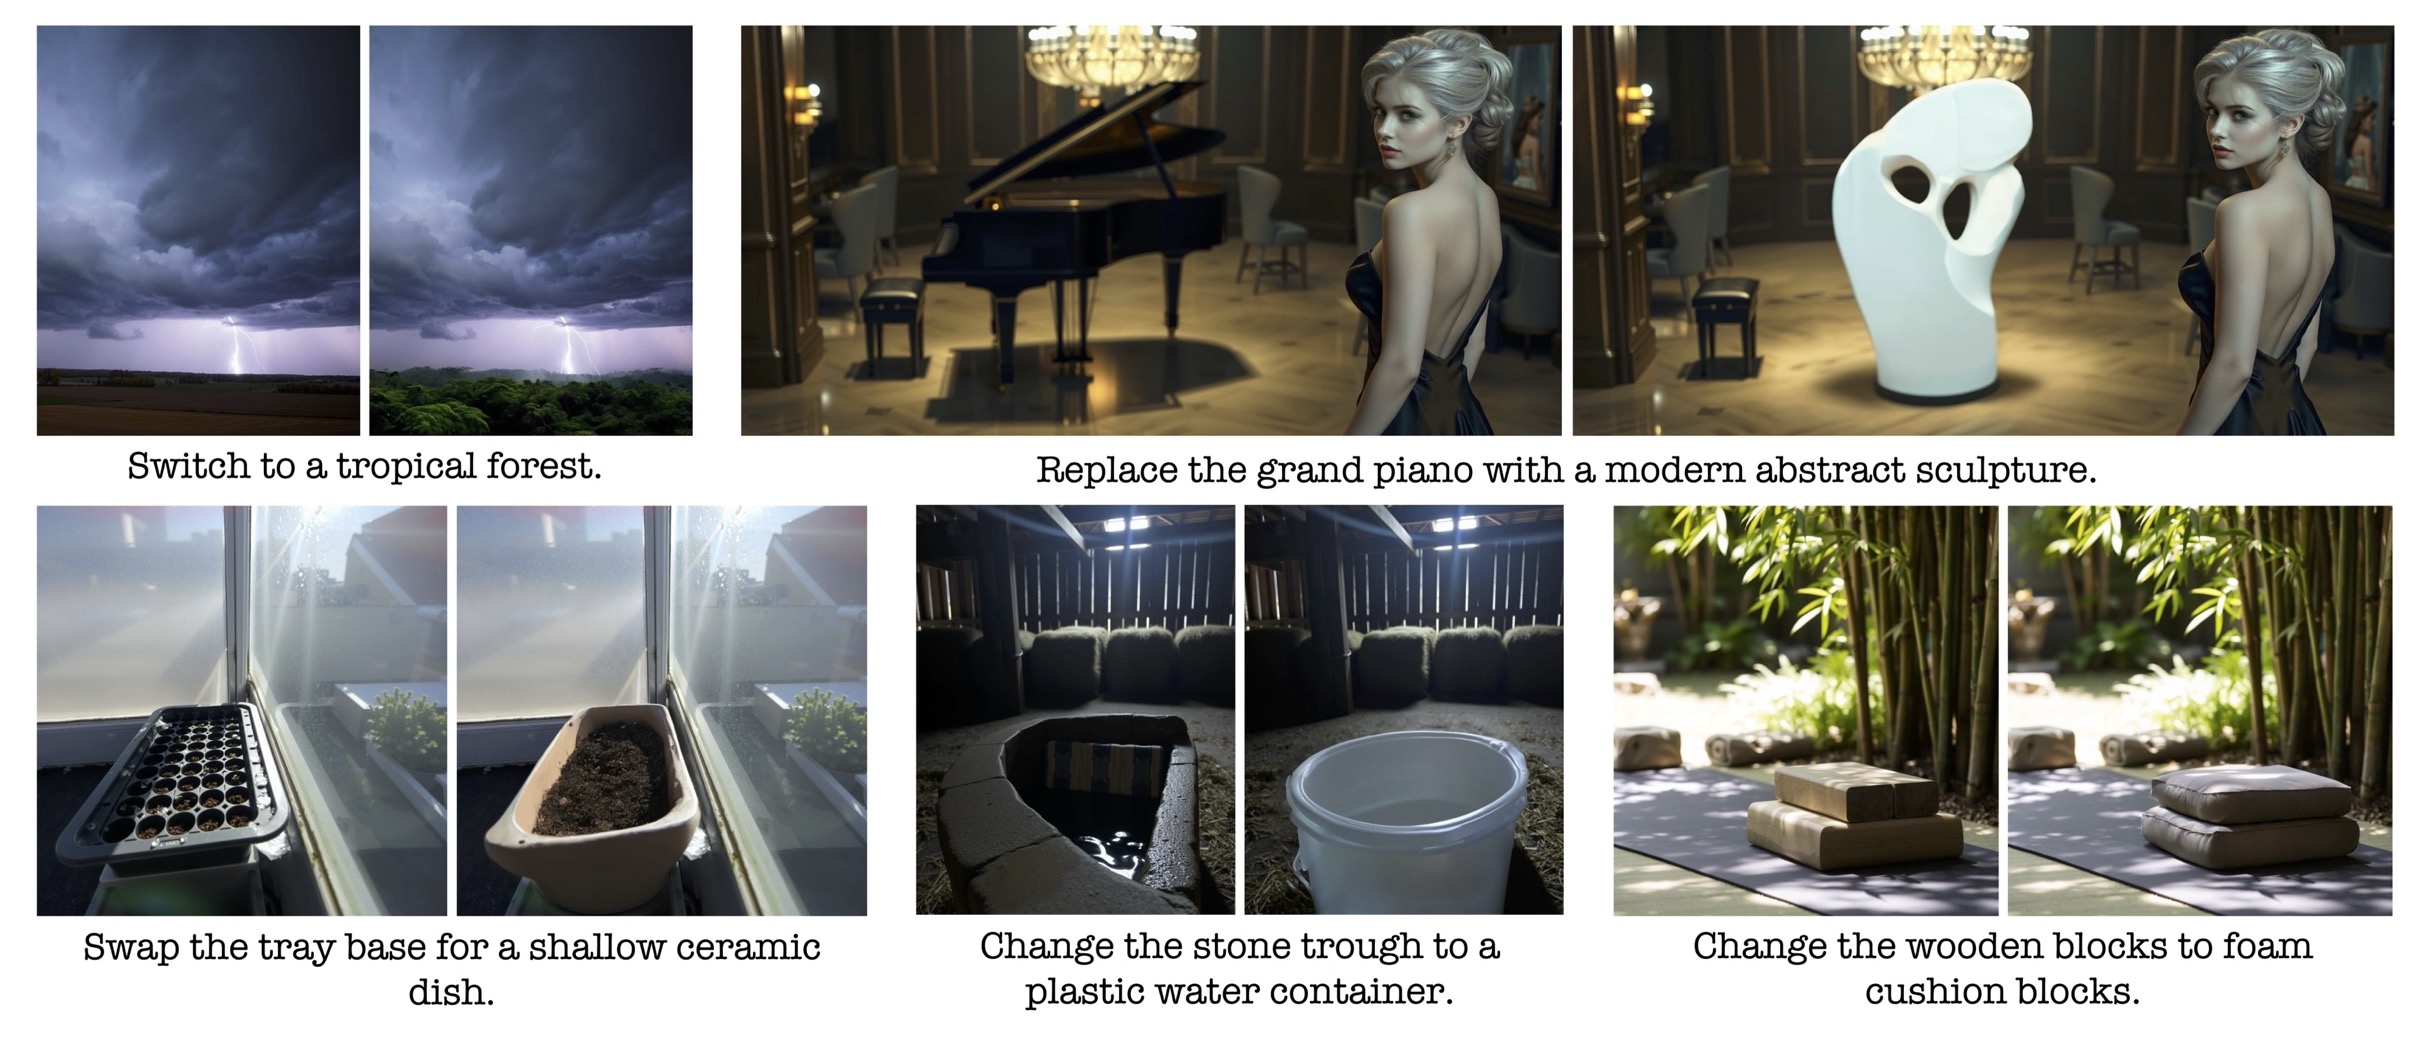 Switch to a tropical forest.
Replace the grand piano with a modern abstract sculpture.
Swap the tray base for a shallow ceramic
dish.
Change the stone trough to a
plastic water container.
Change the wooden blocks to foam
cushion blocks.